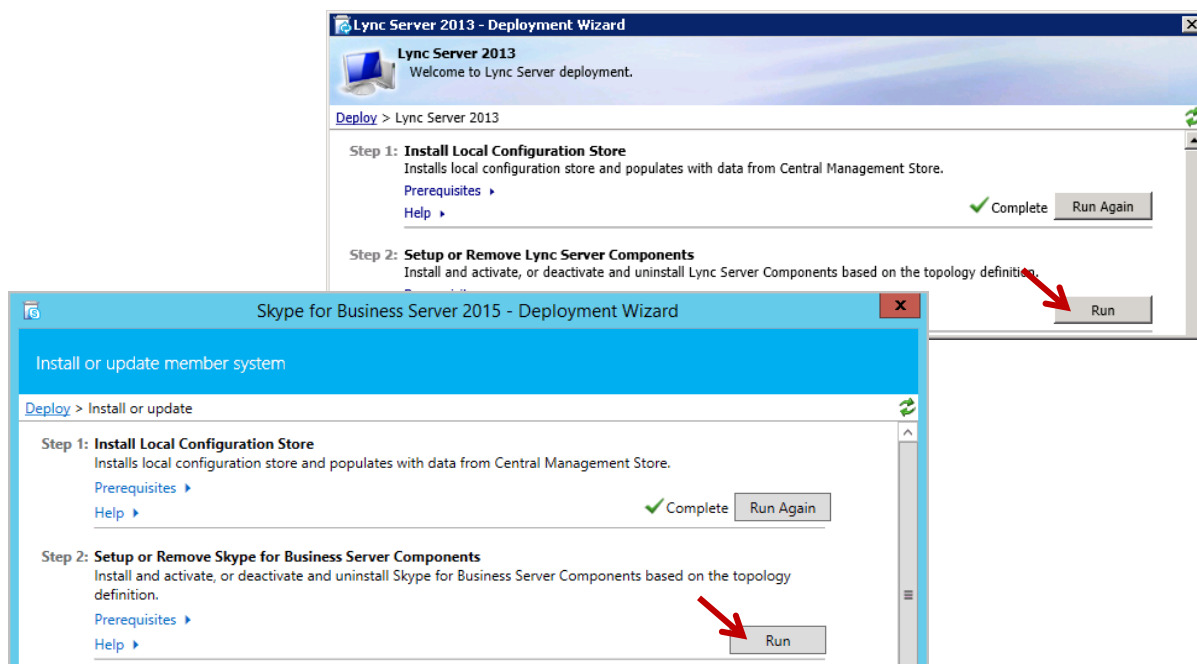 Lync Server 2013 - Deployment Wizard
Lync Server 2013
Welcome to Lync Server deployment.
Deploy > Lync Server 2013
Step 1: Install Local Configuration Store
Installs local configuration store and populates with data from Central Management Store.
Prerequisites
Help
Complete Run Again
Step 2: Setup or Remove Lync Server Components
Install and activate, or deactivate and uninstall Lync Server Components based on the topology definition.
Run
Skype for Business Server 2015 - Deployment Wizard
Install or update member system
Deploy > Install or update
Step 1: Install Local Configuration Store
Installs local configuration store and populates with data from Central Management Store.
Prerequisites
Help
Complete Run Again
Step 2: Setup or Remove Skype for Business Server Components
Install and activate, or deactivate and uninstall Skype for Business Server Components based on the topology
definition.
Prerequisites
Help
Run